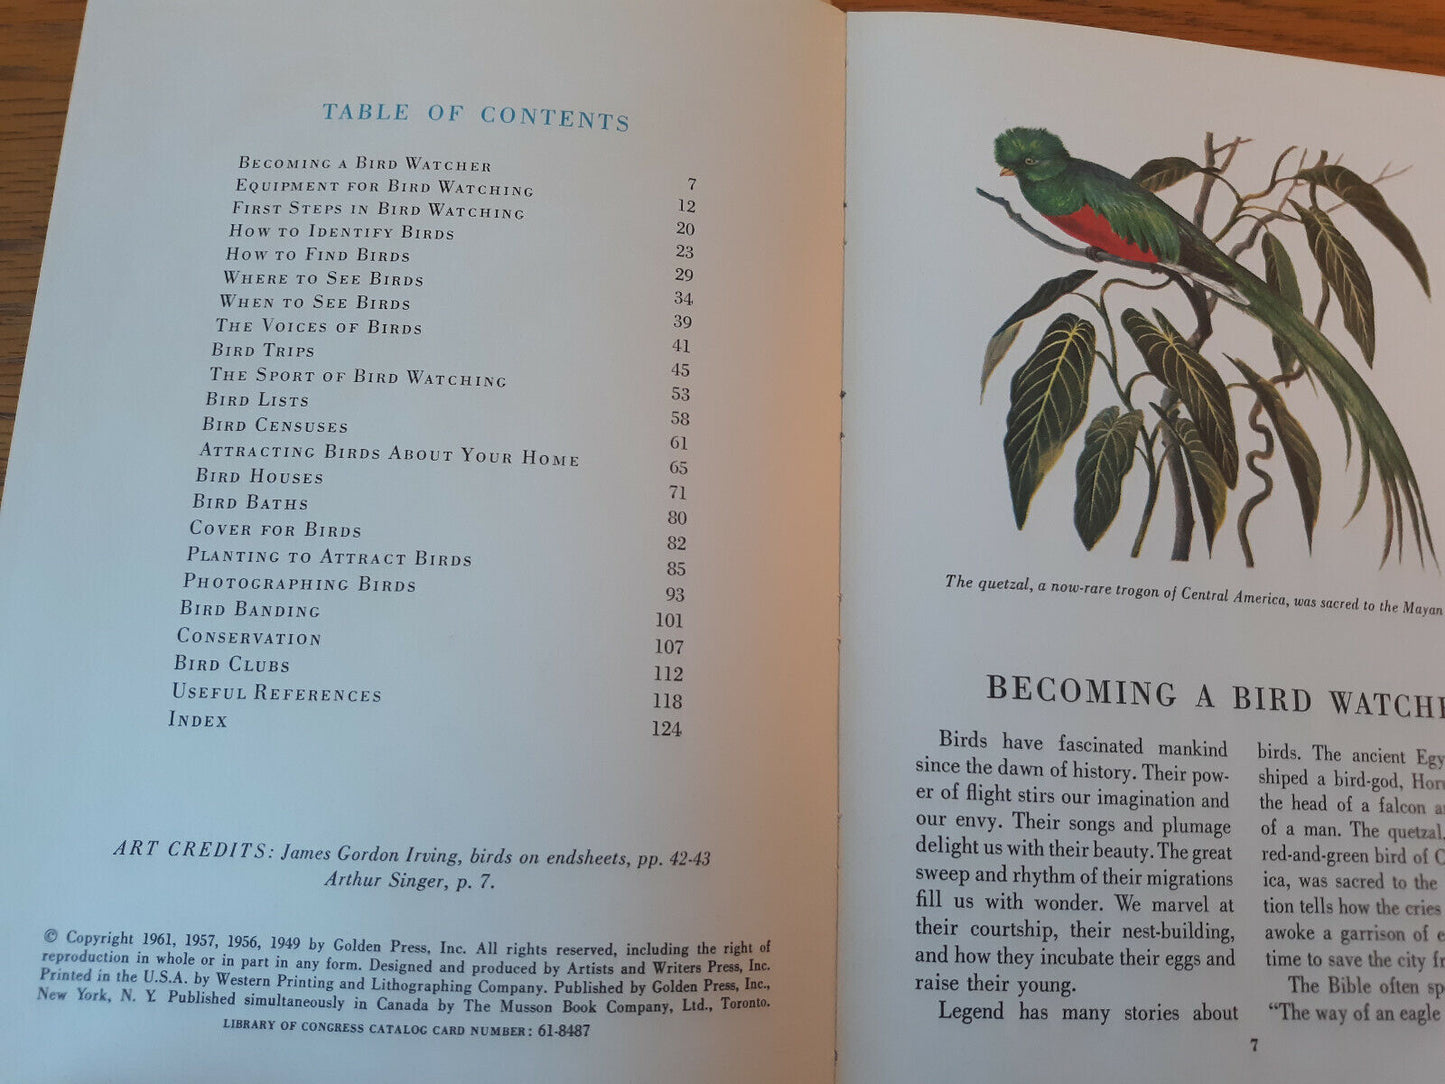 TABLE OF CONTENTS
BECOMING A BIRD WATCHER 7
EQUIPMENT FOR BIRD WATCHING 12
FIRST STEPS IN BIRD WATCHING 20
HOW TO IDENTIFY BIRDS 23
HOW TO FIND BIRDS 29
WHERE TO SEE BIRDS 34
WHEN TO SEE BIRDS 39
THE VOICES OF BIRDS 41
BIRD TRIPS 45
THE SPORT OF BIRD WATCHING 53
BIRD LISTS 58
BIRD CENSUSES 61
ATTRACTING BIRDS ABOUT YOUR HOME 65
BIRD HOUSES 71
BIRD BATHS 80
COVER FOR BIRDS 82
PLANTING TO ATTRACT BIRDS 85
PHOTOGRAPHING BIRDS 93
BIRD BANDING 101
CONSERVATION 107
BIRD CLUBS 112
USEFUL REFERENCES 118
INDEX 124
ART CREDITS: James Gordon Irving, birds on endsheets, pp. 42-43
Arthur Singer, p. 7.
© Copyright 1961, 1957, 1956, 1949 by Golden Press, Inc. All rights reserved, including the right of
reproduction in whole or in part in any form. Designed and produced by Artists and Writers Press, Inc.
Printed in the U.S.A. by Western Printing and Lithographing Company. Published by Golden Press, Inc.,
New York, N. Y. Published simultaneously in Canada by The Musson Book Company, Ltd., Toronto.
LIBRARY OF CONGRESS CATALOG CARD NUMBER: 61-8487
The quetzal, a now-rare trogon of Central America, was sacred to the Mayan
BECOMING A BIRD WATCHE
Birds have fascinated mankind
since the dawn of history. Their pow-
er of flight stirs our imagination and
our envy. Their songs and plumage
delight us with their beauty. The great
sweep and rhythm of their migrations
fill us with wonder. We marvel at
their courtship, their nest-building,
and how they incubate their eggs and
raise their young.
Legend has many stories about
birds. The ancient Egy
shiped a bird-god, Hor
the head of a falcon a
of a man. The quetzal,
red-and-green bird of C
ica, was sacred to the
tion tells how the cries
awoke a garrison of e
time to save the city fr
The Bible often sp
"The way of an eagle
7